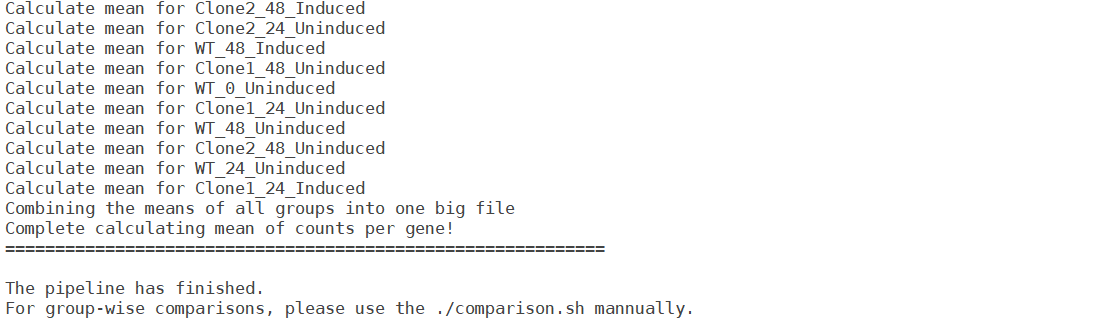 Calculate mean for Clone2_48_Induced
Calculate mean for Clone2_24_Uninduced
Calculate mean for WT_48_Induced
Calculate mean for Clone1_48_Uninduced
Calculate mean for WT_0_Uninduced
Calculate mean for Clone1_24_Uninduced
Calculate mean for WT_48_Uninduced
Calculate mean for Clone2_48_Uninduced
Calculate mean for WT_24_Uninduced
Calculate mean for Clone1_24_Induced
Combining the means of all groups into one big file
Complete calculating mean of counts per gene!
============================================================
The pipeline has finished.
For group-wise comparisons, please use the ./comparison.sh mannually.